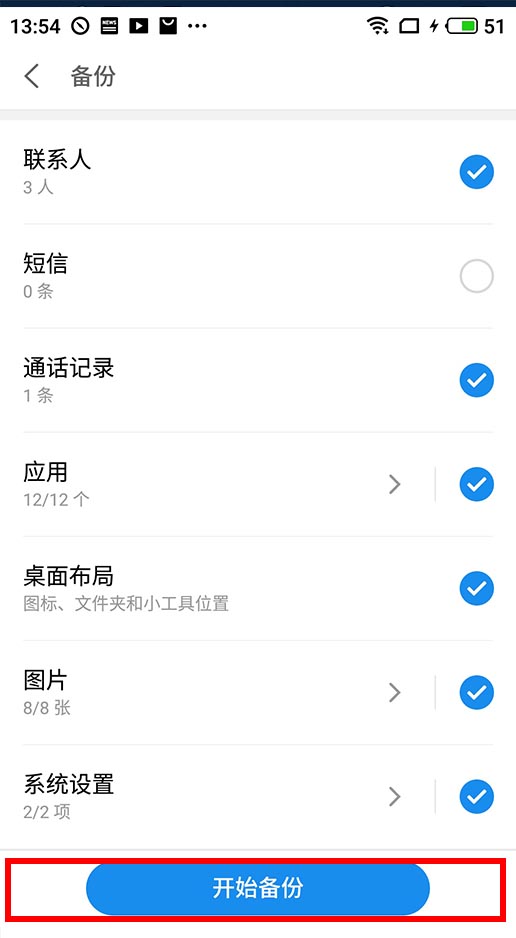 13:54 NEWS 51
备份
联系人
3 人
短信
0 条
通话记录
1 条
应用
12/12 个
桌面布局
图标、文件夹和小工具位置
图片
8/8 张
系统设置
2/2 项
开始备份